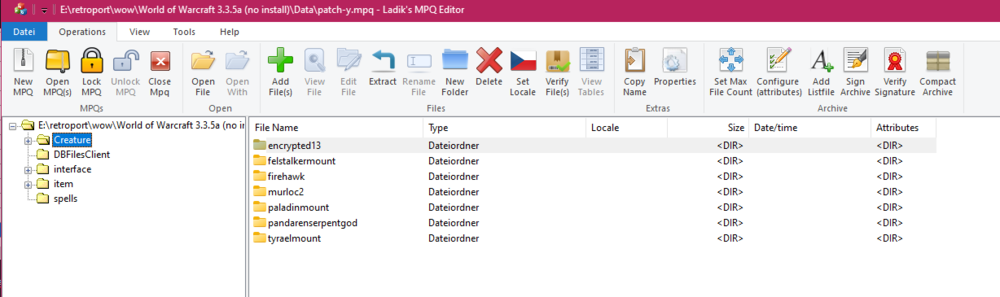 E:\retroport\wow\World of Warcraft 3.3.5a (no install)\Data\patch-y.mpq - Ladik's MPQ Editor
Datei Operations View Tools Help
New MPQ Open MPQ(s) Lock MPQ Unlock MPQ Close Mpq Open File Open With Add File(s) View File Edit File Extract Rename File New Folder Delete Set Locale Verify File(s) View Tables Copy Name Properties Set Max File Count Configure (attributes) Add Listfile Sign Archive Verify Signature Compact Archive
MPQs Open Files Extras Archive
E:\retroport\wow\World of Warcraft 3.3.5a (no in
Creature
DBFilesClient
interface
item
spells
File Name Type Locale Size Date/time Attributes
encrypted13 Dateiordner <DIR> <DIR>
felstalkermount Dateiordner <DIR> <DIR>
firehawk Dateiordner <DIR> <DIR>
murloc2 Dateiordner <DIR> <DIR>
paladinmount Dateiordner <DIR> <DIR>
pandarenserpentgod Dateiordner <DIR> <DIR>
tyraelmount Dateiordner <DIR> <DIR>